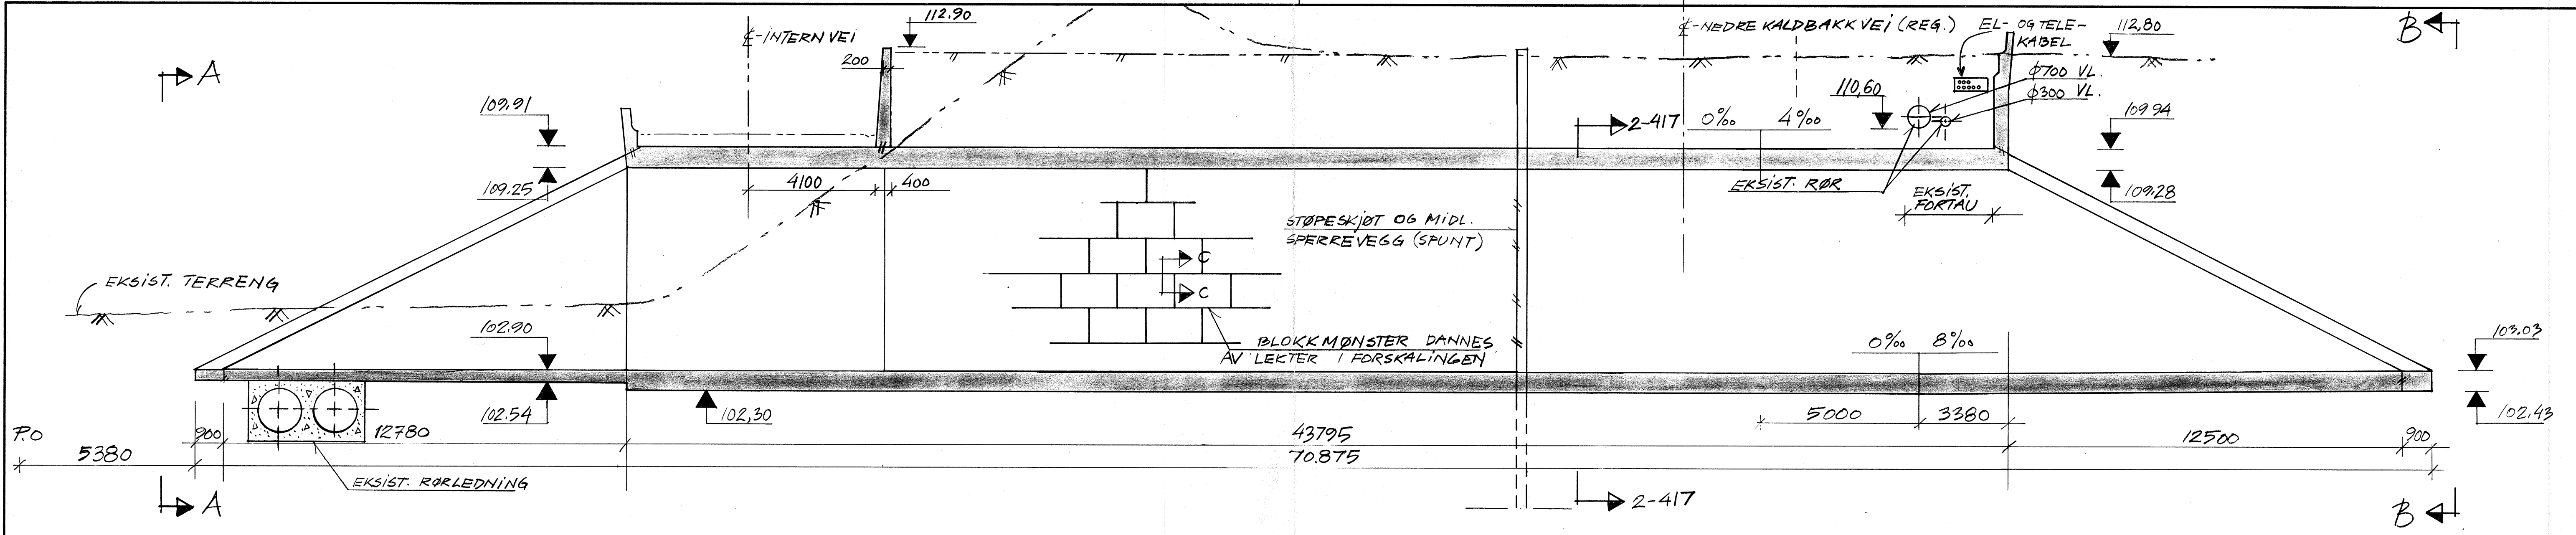 112.90
℄-INTERN VEI
200
A
109.91
109.25
4100
400
℄-NEDRE KALDBAKK VEI (REG.)
EL- OG TELE-
KABEL
112,80
B
φ700 VL.
φ300 VL.
110,60
2-417
0‰
4‰
109.94
109.28
EKSIST. RØR
EKSIST.
FORTAU
STØPESKJØT OG MIDL.
SPERREVEGG (SPUNT)
C
C
EKSIST. TERRENG
102.90
102.54
102,30
BLOKKMØNSTER DANNES
AV LEKTER I FORSKALINGEN
0‰
8‰
103.03
102.43
5000
3380
P.O
5380
900
12780
43795
70.875
12500
900
EKSIST. RØRLEDNING
A
2-417
B